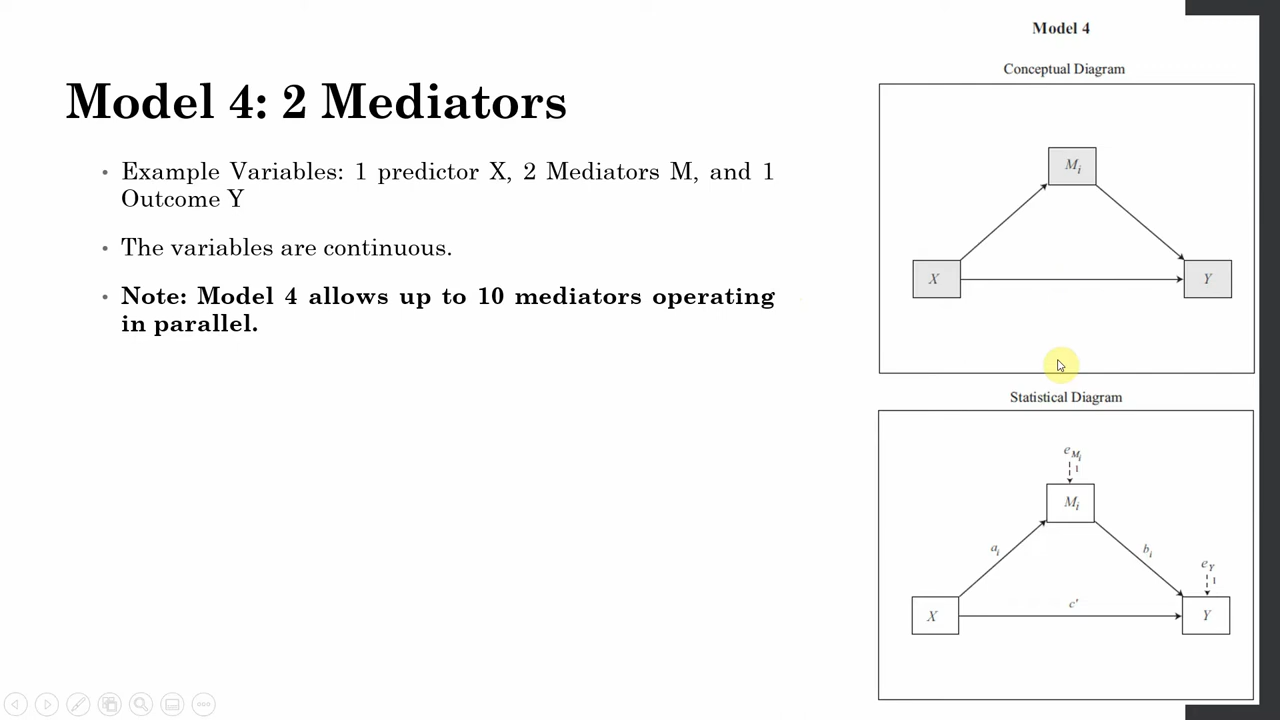 Model 4: 2 Mediators
• Example Variables: 1 predictor X, 2 Mediators M, and 1
Outcome Y
• The variables are continuous.
• Note: Model 4 allows up to 10 mediators operating
in parallel.
Model 4
Conceptual Diagram
Mi
X
Y
Statistical Diagram
eMi
1
Mi
ai
bi
eY
1
c'
X
Y